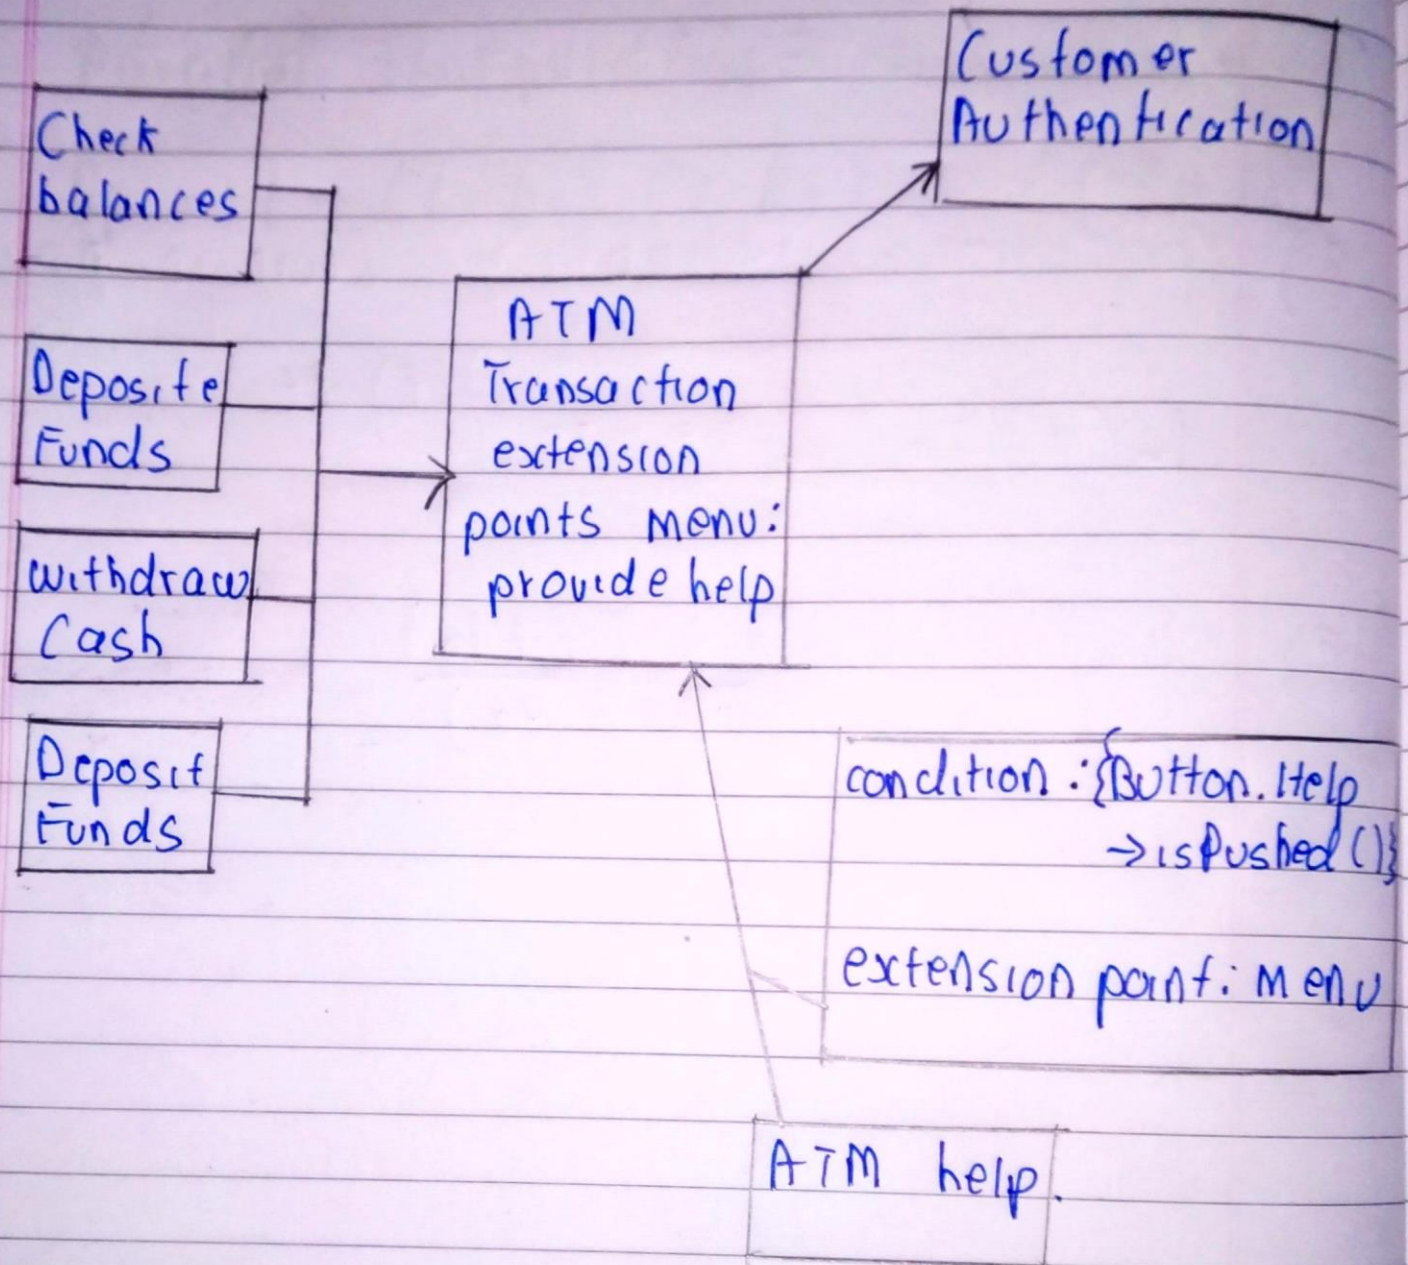 Customer
Authentication
Check
balances
ATM
Transaction
extension
points menu:
provide help
Deposite
Funds
withdraw
Cash
Deposit
Funds
condition :{Button.Help
→isPushed()}
extension point: menu
ATM help.